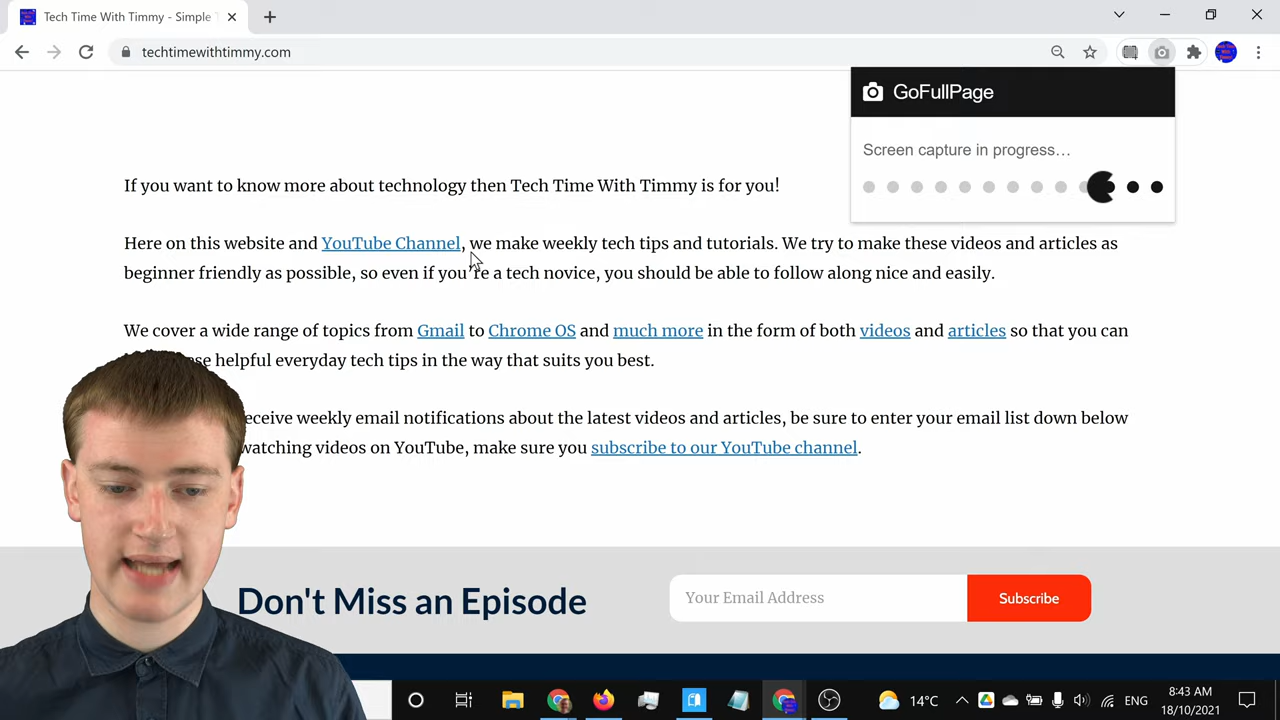 Tech Time With Timmy - Simple T
techtimewithtimmy.com
GoFullPage
Screen capture in progress...
If you want to know more about technology then Tech Time With Timmy is for you!
Here on this website and YouTube Channel, we make weekly tech tips and tutorials. We try to make these videos and articles as
beginner friendly as possible, so even if you're a tech novice, you should be able to follow along nice and easily.
We cover a wide range of topics from Gmail to Chrome OS and much more in the form of both videos and articles so that you can
helpful everyday tech tips in the way that suits you best.
receive weekly email notifications about the latest videos and articles, be sure to enter your email list down below
watching videos on YouTube, make sure you subscribe to our YouTube channel.
Don't Miss an Episode
Your Email Address
Subscribe
14°C
ENG
8:43 AM
18/10/2021